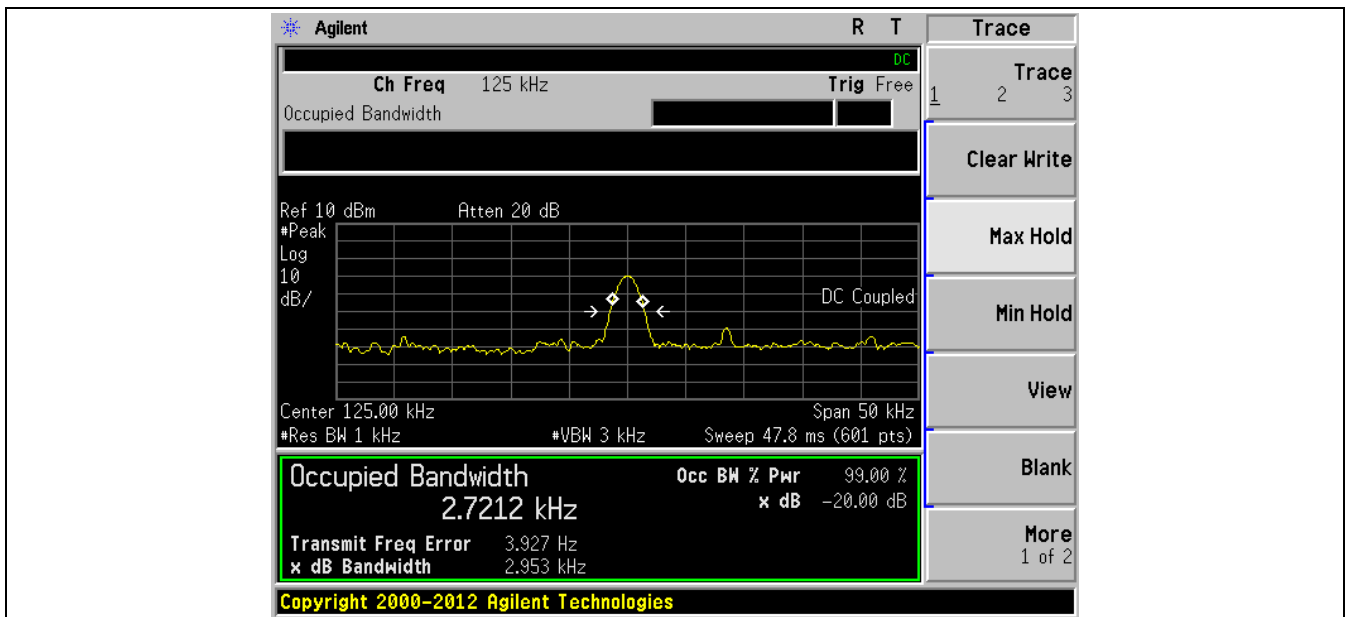 Agilent R T Trace
DC
Ch Freq 125 kHz Trig Free
Occupied Bandwidth
Trace
1 2 3
Clear Write
Max Hold
Min Hold
View
Blank
More
1 of 2
Ref 10 dBm Atten 20 dB
#Peak
Log
10
dB/
DC Coupled
Center 125.00 kHz Span 50 kHz
#Res BW 1 kHz #VBW 3 kHz Sweep 47.8 ms (601 pts)
Occupied Bandwidth
2.7212 kHz
Occ BW % Pwr 99.00 %
x dB -20.00 dB
Transmit Freq Error 3.927 Hz
x dB Bandwidth 2.953 kHz
Copyright 2000-2012 Agilent Technologies